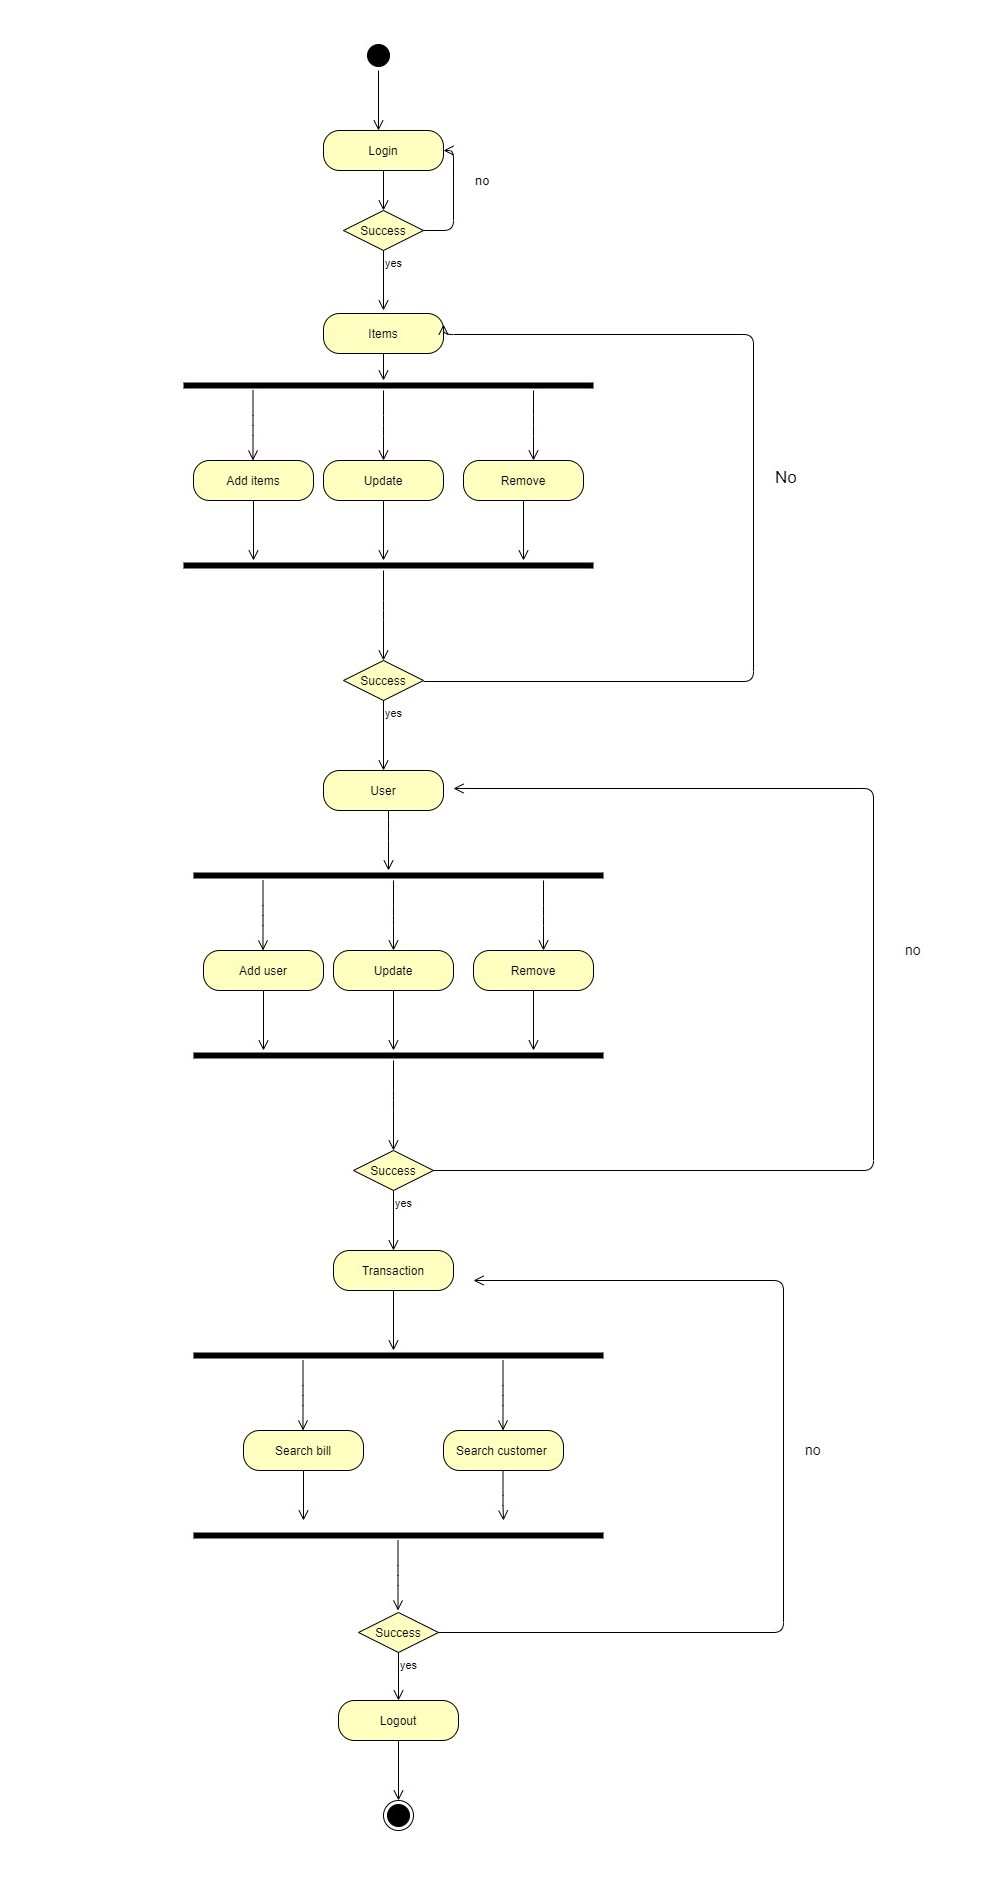 Login
no
Success
yes
Items
No
Add items
Update
Remove
Success
yes
User
no
Add user
Update
Remove
Success
yes
Transaction
Search bill
Search customer
no
Success
yes
Logout